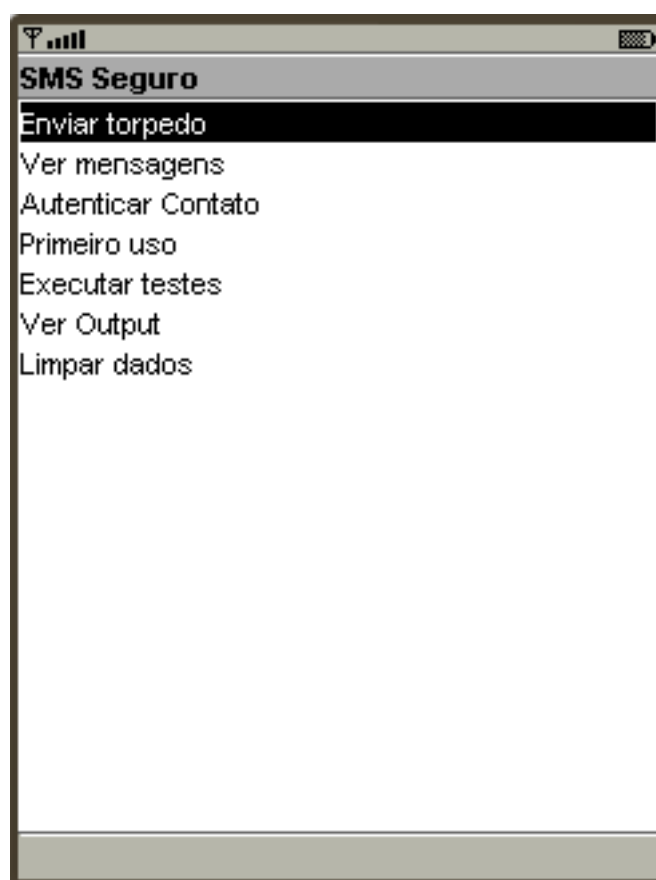 SMS Seguro
Enviar torpedo
Ver mensagens
Autenticar Contato
Primeiro uso
Executar testes
Ver Output
Limpar dados